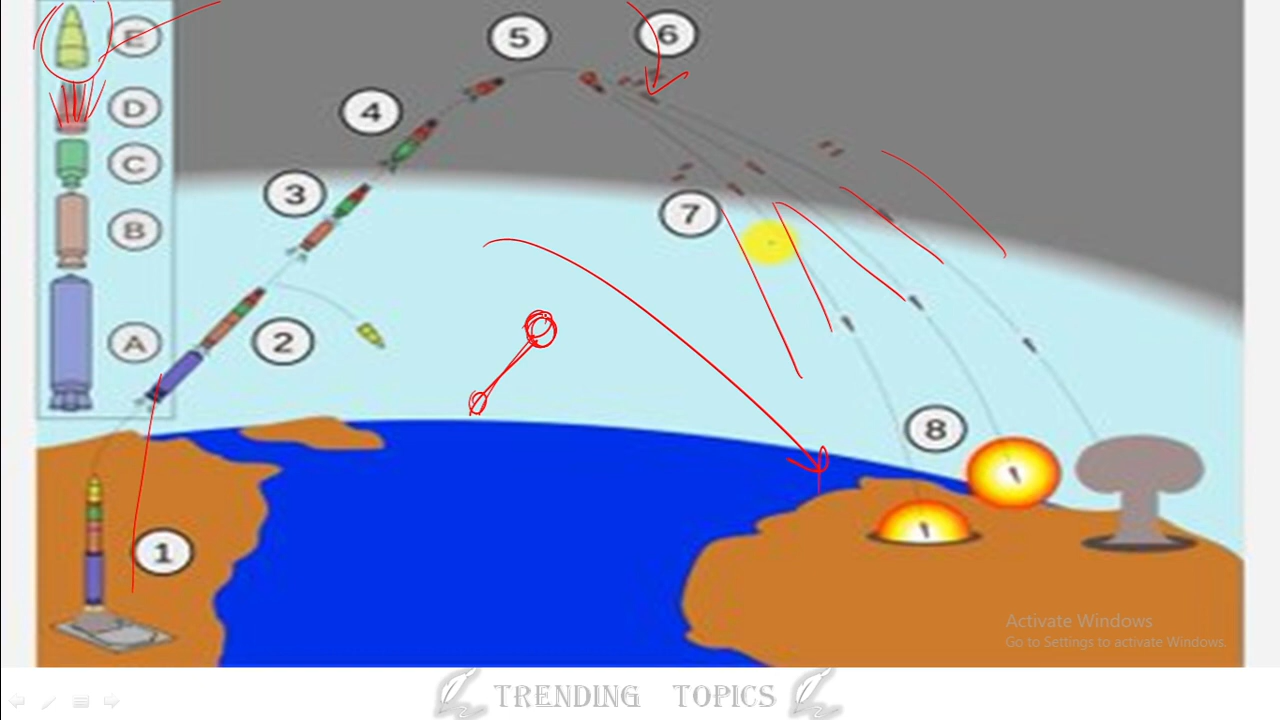 E
D
C
B
A
1
2
3
4
5
6
7
8
Activate Windows
Go to Settings to activate Windows.
TRENDING TOPICS